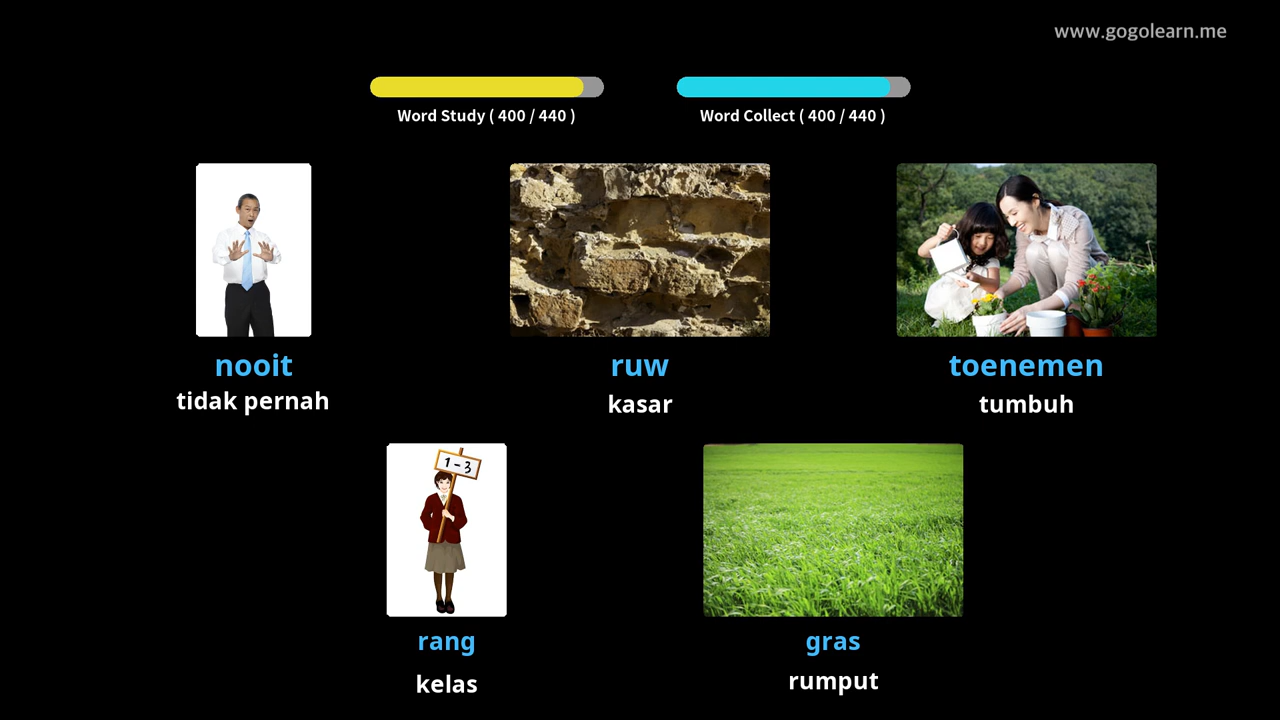 www.gogolearn.me
Word Study ( 400 / 440 )
Word Collect ( 400 / 440 )
nooit
tidak pernah
ruw
kasar
toenemen
tumbuh
1-3
rang
kelas
gras
rumput